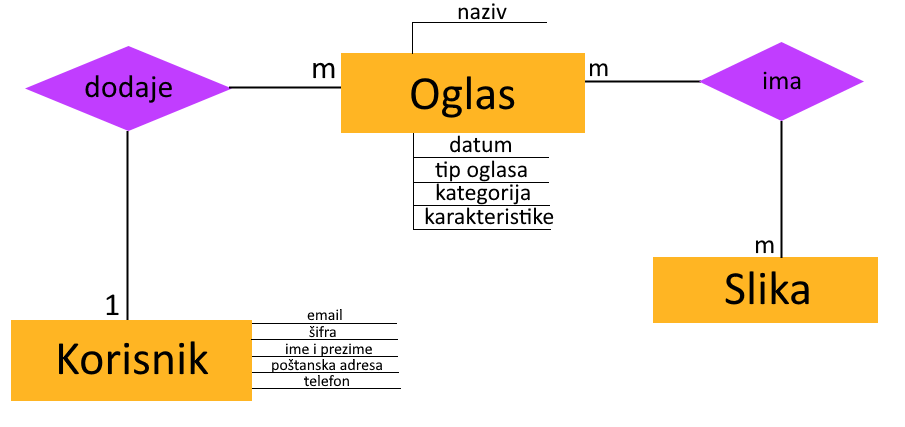 naziv
dodaje
m
Oglas
m
ima
datum
tip oglasa
kategorija
karakteristike
m
Slika
1
Korisnik
email
šifra
ime i prezime
poštanska adresa
telefon